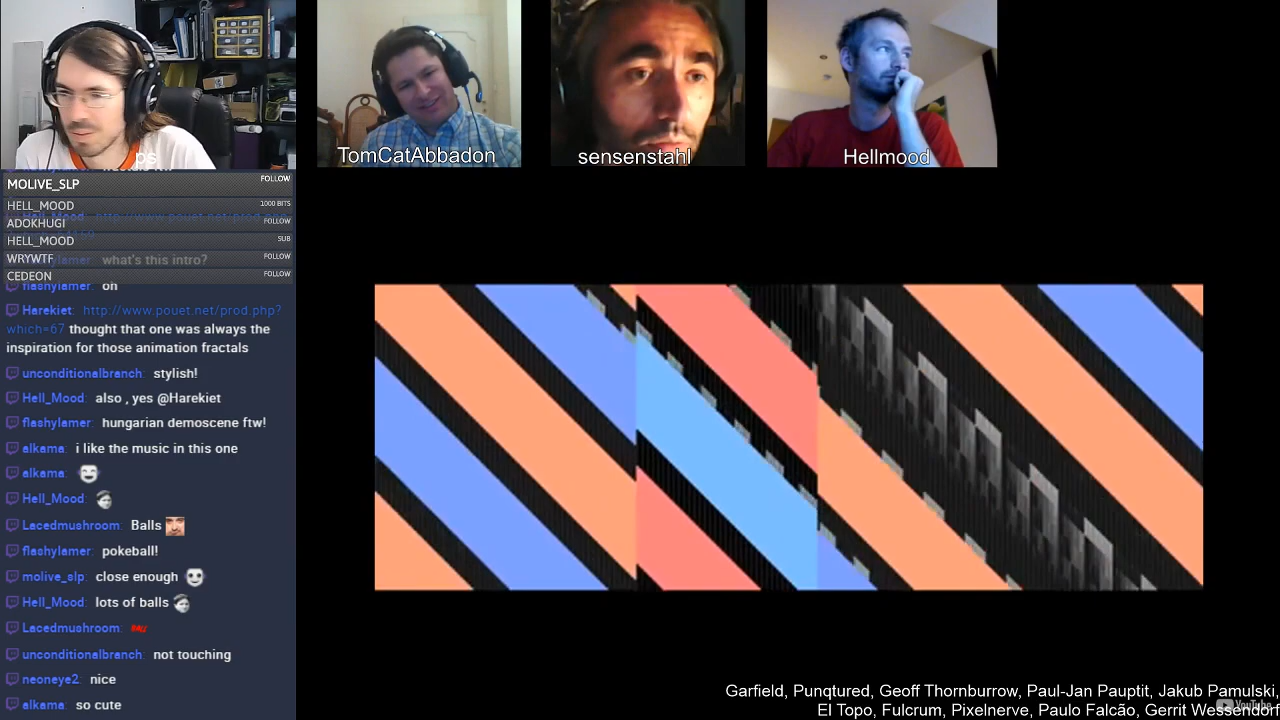 ps
TomCatAbbadon
sensenstahl
Hellmood
MOLIVE_SLP FOLLOW
HELL_MOOD 1000 BITS
ADOKHUGI FOLLOW
HELL_MOOD SUB
WRYWTF FOLLOW
what's this intro?
CEDEON FOLLOW
flashylamer: oh
Harekiet: http://www.pouet.net/prod.php?
which=67 thought that one was always the
inspiration for those animation fractals
unconditionalbranch: stylish!
Hell_Mood: also , yes @Harekiet
flashylamer: hungarian demoscene ftw!
alkama: i like the music in this one
alkama:
Hell_Mood:
Lacedmushroom: Balls
flashylamer: pokeball!
molive_slp: close enough
Hell_Mood: lots of balls
Lacedmushroom:
unconditionalbranch: not touching
neoneye2: nice
alkama: so cute
Garfield, Punqtured, Geoff Thornburrow, Paul-Jan Pauptit, Jakub Pamulski,
El Topo, Fulcrum, Pixelnerve, Paulo Falcão, Gerrit Wessendorf
YouTube